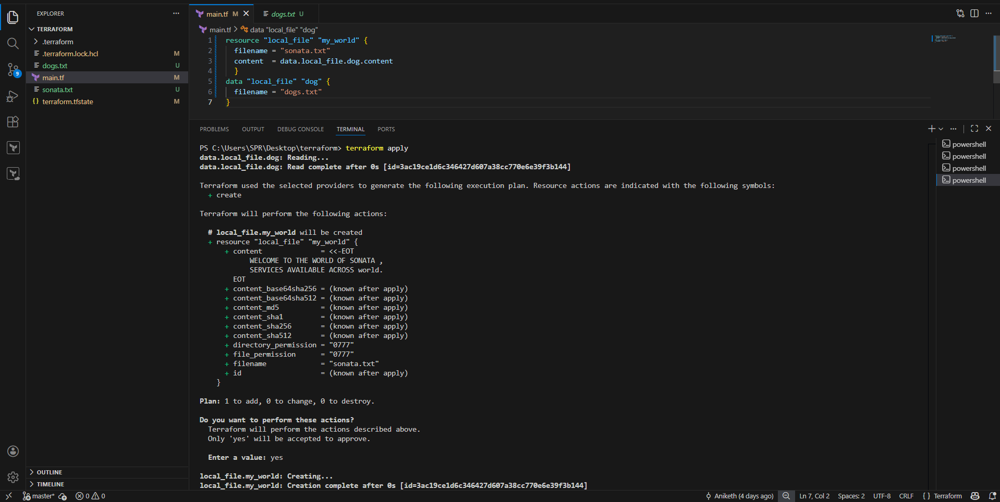 EXPLORER
TERRAFORM
.terraform
.terraform.lock.hcl M
dogs.txt U
main.tf M
sonata.txt U
terraform.tfstate M
OUTLINE
TIMELINE
9
main.tf M
dogs.txt U
main.tf > data "local_file" "dog"
1 resource "local_file" "my_world" {
2 filename = "sonata.txt"
3 content  = data.local_file.dog.content
4 }
5 data "local_file" "dog" {
6 filename = "dogs.txt"
7 }
PROBLEMS OUTPUT DEBUG CONSOLE TERMINAL PORTS
PS C:\Users\SPR\Desktop\terraform> terraform apply
data.local_file.dog: Reading...
data.local_file.dog: Read complete after 0s [id=3ac19ce1d6c346427d607a38cc770e6e39f3b144]
Terraform used the selected providers to generate the following execution plan. Resource actions are indicated with the following symbols:
+ create
Terraform will perform the following actions:
# local_file.my_world will be created
+ resource "local_file" "my_world" {
+ content              = <<-EOT
WELCOME TO THE WORLD OF SONATA ,
SERVICES AVAILABLE ACROSS world.
EOT
+ content_base64sha256 = (known after apply)
+ content_base64sha512 = (known after apply)
+ content_md5          = (known after apply)
+ content_sha1         = (known after apply)
+ content_sha256       = (known after apply)
+ content_sha512       = (known after apply)
+ directory_permission = "0777"
+ file_permission      = "0777"
+ filename             = "sonata.txt"
+ id                   = (known after apply)
}
Plan: 1 to add, 0 to change, 0 to destroy.
Do you want to perform these actions?
Terraform will perform the actions described above.
Only 'yes' will be accepted to approve.
Enter a value: yes
local_file.my_world: Creating...
local_file.my_world: Creation complete after 0s [id=3ac19ce1d6c346427d607a38cc770e6e39f3b144]
powershell
powershell
powershell
powershell
master* 0 0 Aniketh (4 days ago) Ln 7, Col 2 Spaces: 2 UTF-8 CRLF {} Terraform